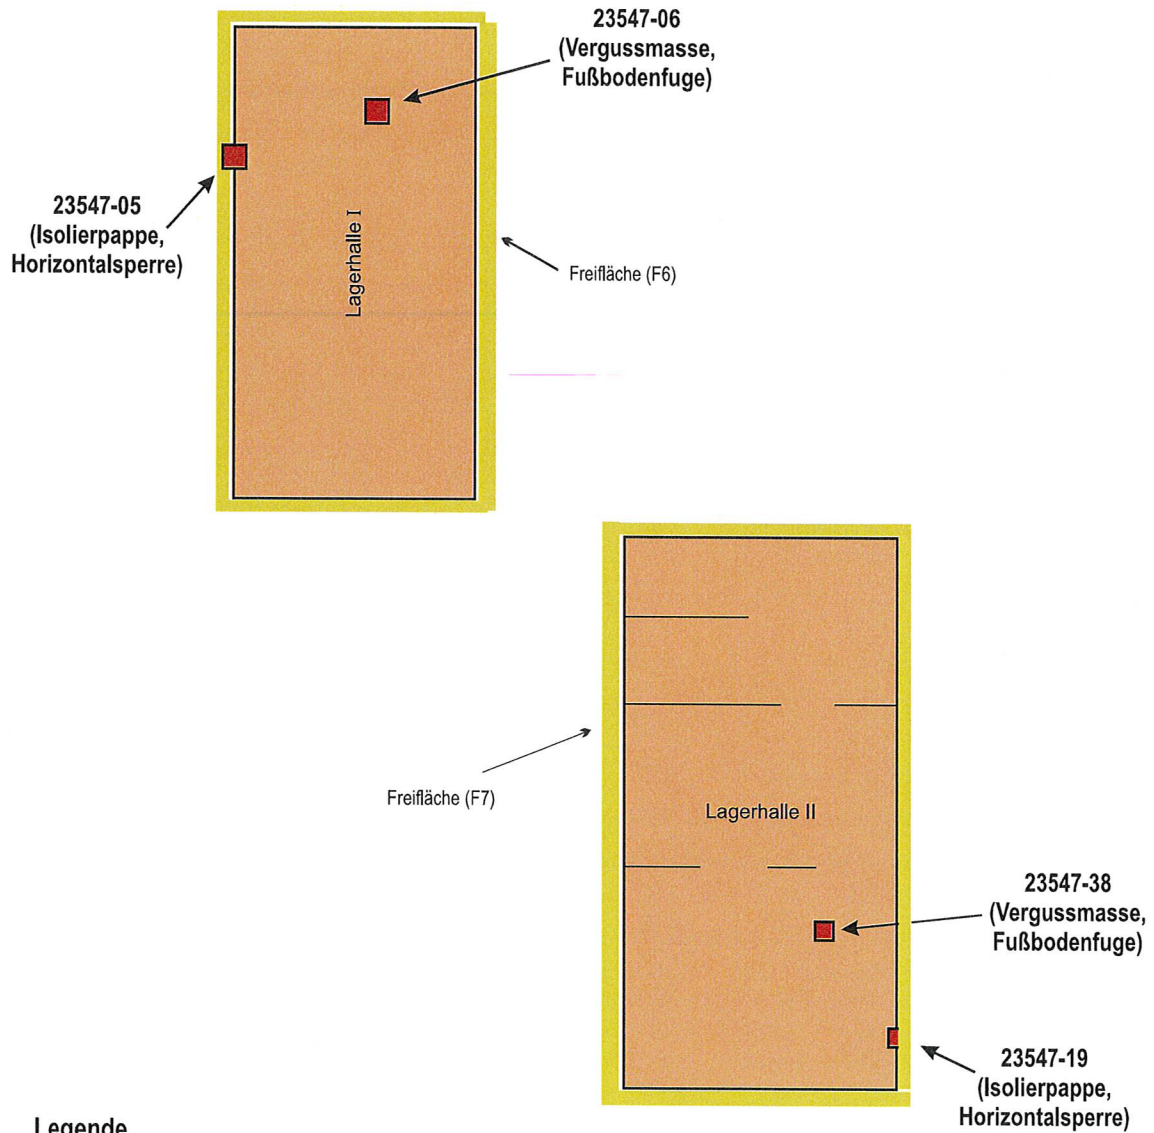 23547-06
(Vergussmasse,
Fußbodenfuge)
23547-05
(Isolierpappe,
Horizontalsperre)
Lagerhalle I
Freifläche (F6)
Freifläche (F7)
Lagerhalle II
23547-38
(Vergussmasse,
Fußbodenfuge)
23547-19
(Isolierpappe,
Horizontalsperre)
Legende